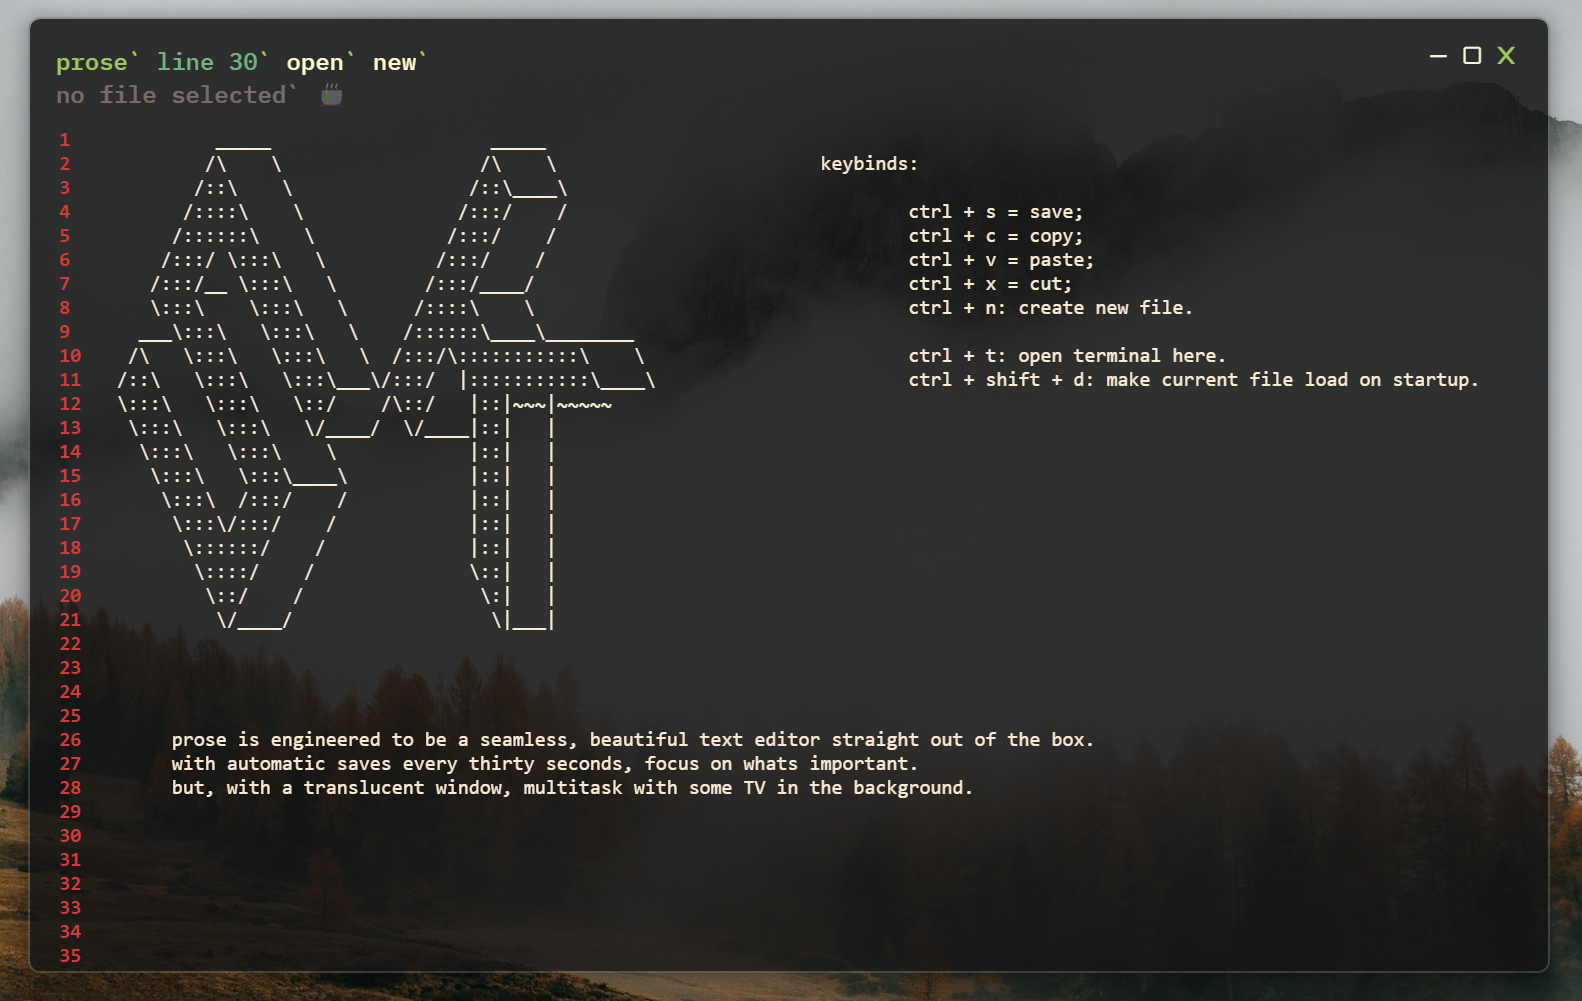 prose` line 30` open` new`
no file selected` ☕
1                 _____                    _____
2                /\    \                  /\    \                        keybinds:
3               /::\    \                /::\____\
4              /::::\    \              /:::/    /                               ctrl + s = save;
5             /::::::\    \            /:::/    /                                ctrl + c = copy;
6            /:::/ \:::\   \          /:::/    /                                 ctrl + v = paste;
7           /:::/__ \:::\   \        /:::/____/                                  ctrl + x = cut;
8           \:::\    \:::\   \      /::::\    \                                  ctrl + n: create new file.
9          ___\:::\   \:::\   \    /::::::\____\________
10        /\   \:::\   \:::\   \  /:::/\:::::::::::\    \                        ctrl + t: open terminal here.
11       /::\   \:::\   \:::\___\/:::/  |:::::::::::\____\                       ctrl + shift + d: make current file load on startup.
12       \:::\   \:::\   \::/    /\::/   |::|~~~|~~~~~
13        \:::\   \:::\   \/____/  \/____|::|   |
14         \:::\   \:::\    \            |::|   |
15          \:::\   \:::\____\           |::|   |
16           \:::\  /:::/    /           |::|   |
17            \:::\/:::/    /            |::|   |
18             \::::::/    /             |::|   |
19              \::::/    /              \::|   |
20               \::/    /                \:|   |
21                \/____/                  \|___|
22
23
24
25
26        prose is engineered to be a seamless, beautiful text editor straight out of the box.
27        with automatic saves every thirty seconds, focus on whats important.
28        but, with a translucent window, multitask with some TV in the background.
29
30
31
32
33
34
35